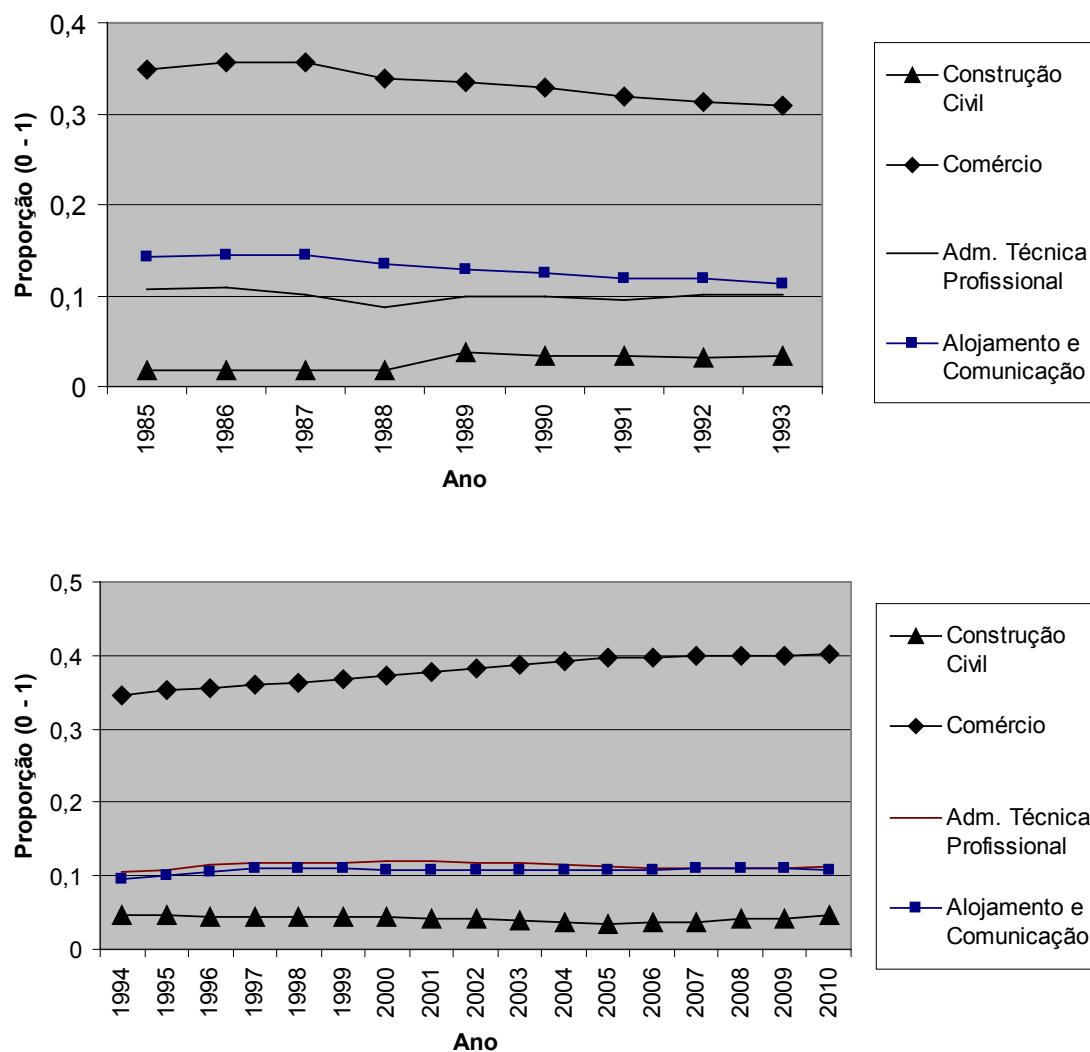 0,4
0,3
0,2
0,1
0
Proporção (0 - 1)
1985
1986
1987
1988
1989
1990
1991
1992
1993
Ano
Construção
Civil
Comércio
Adm. Técnica
Profissional
Alojamento e
Comunicação
0,5
0,4
0,3
0,2
0,1
0
Proporção (0 - 1)
1994
1995
1996
1997
1998
1999
2000
2001
2002
2003
2004
2005
2006
2007
2008
2009
2010
Ano
Construção
Civil
Comércio
Adm. Técnica
Profissional
Alojamento e
Comunicação